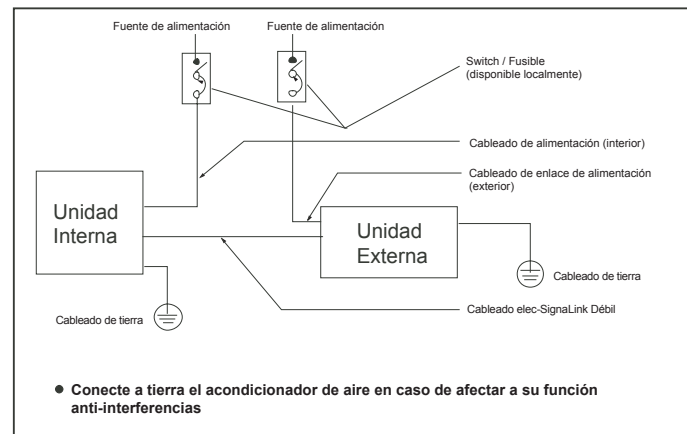 Fuente de alimentación
Fuente de alimentación
Switch / Fusible
(disponible localmente)
Cableado de alimentación (interior)
Cableado de enlace de alimentación
(exterior)
Unidad
Interna
Unidad
Externa
Cableado de tierra
Cableado elec-SignaLink Débil
Cableado de tierra
● Conecte a tierra el acondicionador de aire en caso de afectar a su función
anti-interferencias